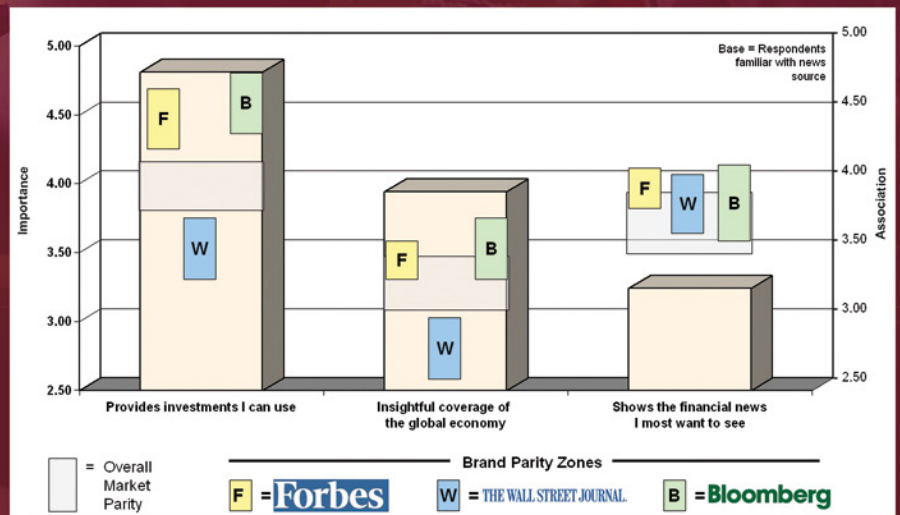 5.00
4.50
4.00
3.50
3.00
2.50
Importance
Base = Respondents
familiar with news
source
F
B
W
F
B
W
F
W
B
5.00
4.50
4.00
3.50
3.00
2.50
Association
Provides investments I can use
Insightful coverage of
the global economy
Shows the financial news
I most want to see
= Overall
Market
Parity
Brand Parity Zones
F = Forbes
W = THE WALL STREET JOURNAL.
B = Bloomberg